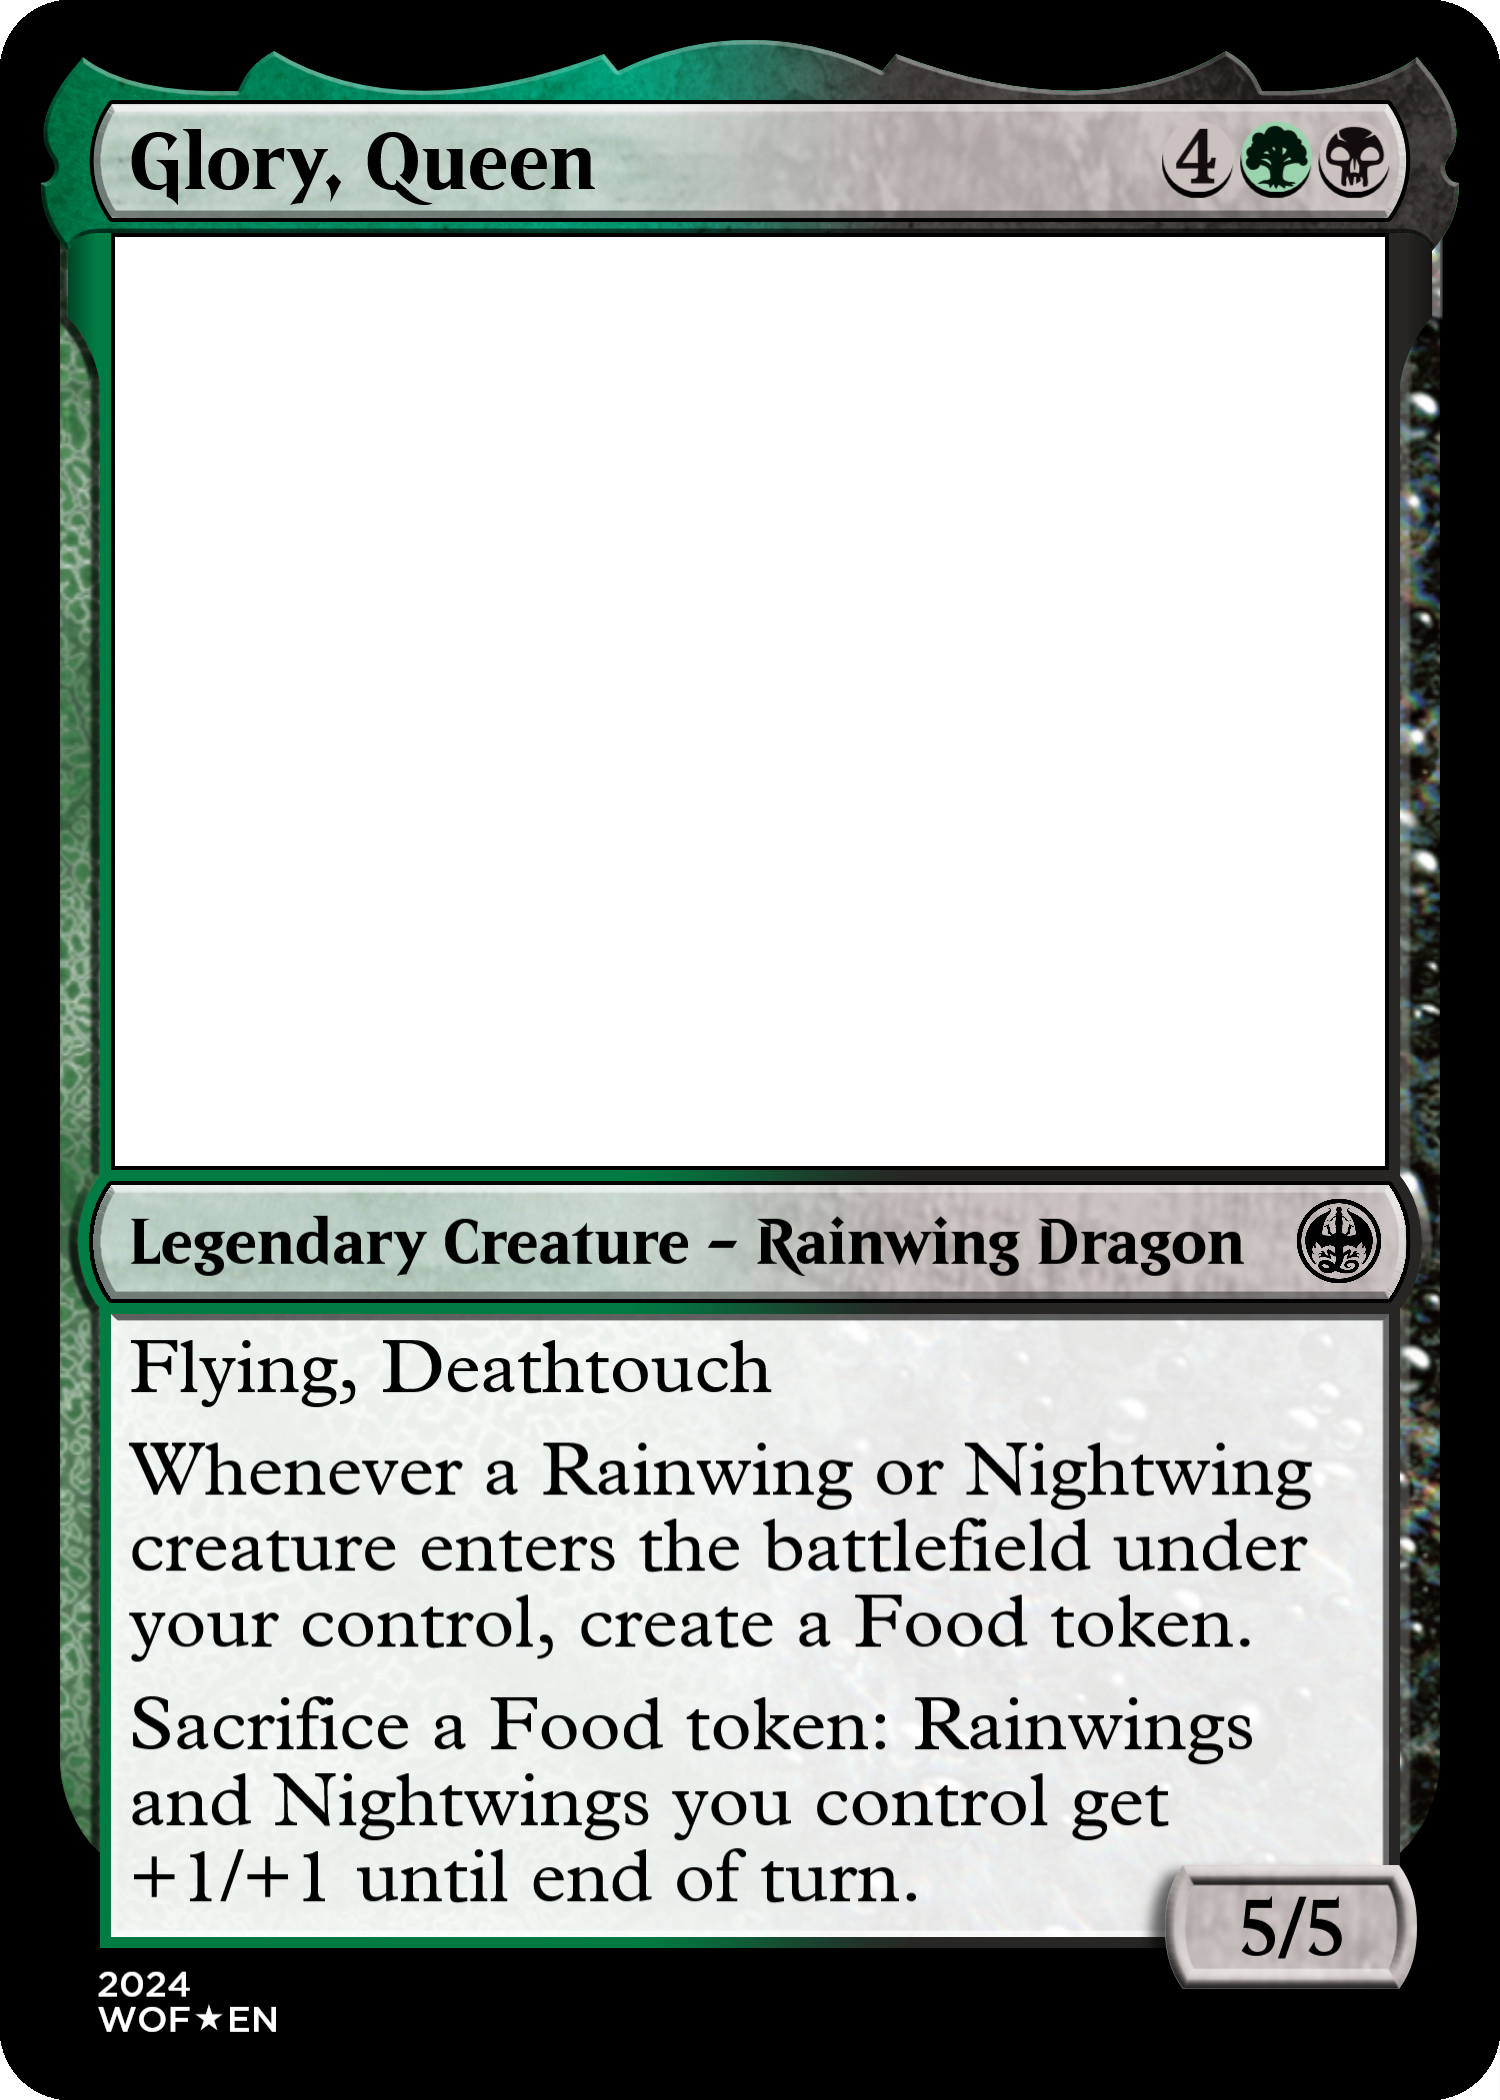 Glory, Queen 4
Legendary Creature – Rainwing Dragon
Flying, Deathtouch
Whenever a Rainwing or Nightwing
creature enters the battlefield under
your control, create a Food token.
Sacrifice a Food token: Rainwings
and Nightwings you control get
+1/+1 until end of turn.
5/5
2024
WOF★EN